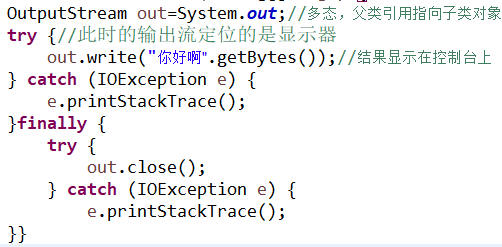 OutputStream out=System.out;//多态，父类引用指向子类对象
try {//此时的输出流定位的是显示器
    out.write("你好啊".getBytes());//结果显示在控制台上
} catch (IOException e) {
    e.printStackTrace();
}finally {
    try {
        out.close();
    } catch (IOException e) {
        e.printStackTrace();
}}